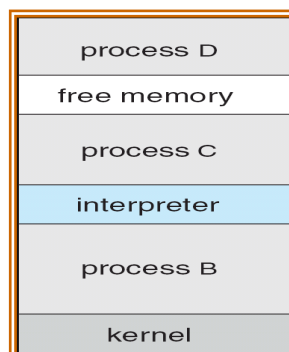 process D
free memory
process C
interpreter
process B
kernel